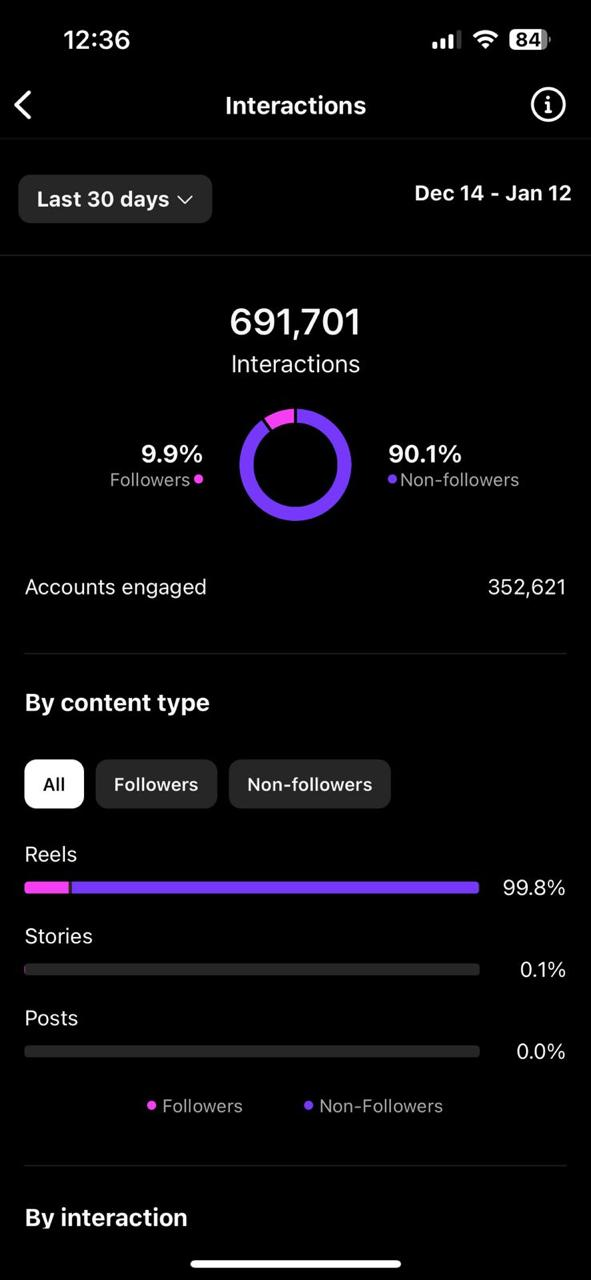 12:36
84
Interactions
Last 30 days
Dec 14 - Jan 12
691,701
Interactions
9.9%
Followers
90.1%
Non-followers
Accounts engaged
352,621
By content type
All
Followers
Non-followers
Reels
99.8%
Stories
0.1%
Posts
0.0%
Followers
Non-Followers
By interaction